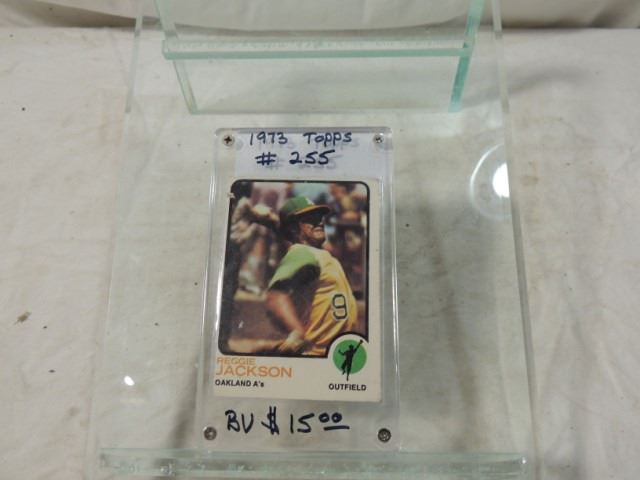 1973 Topps
# 255
9
REGGIE
JACKSON
OAKLAND A's
OUTFIELD
BV $15.00